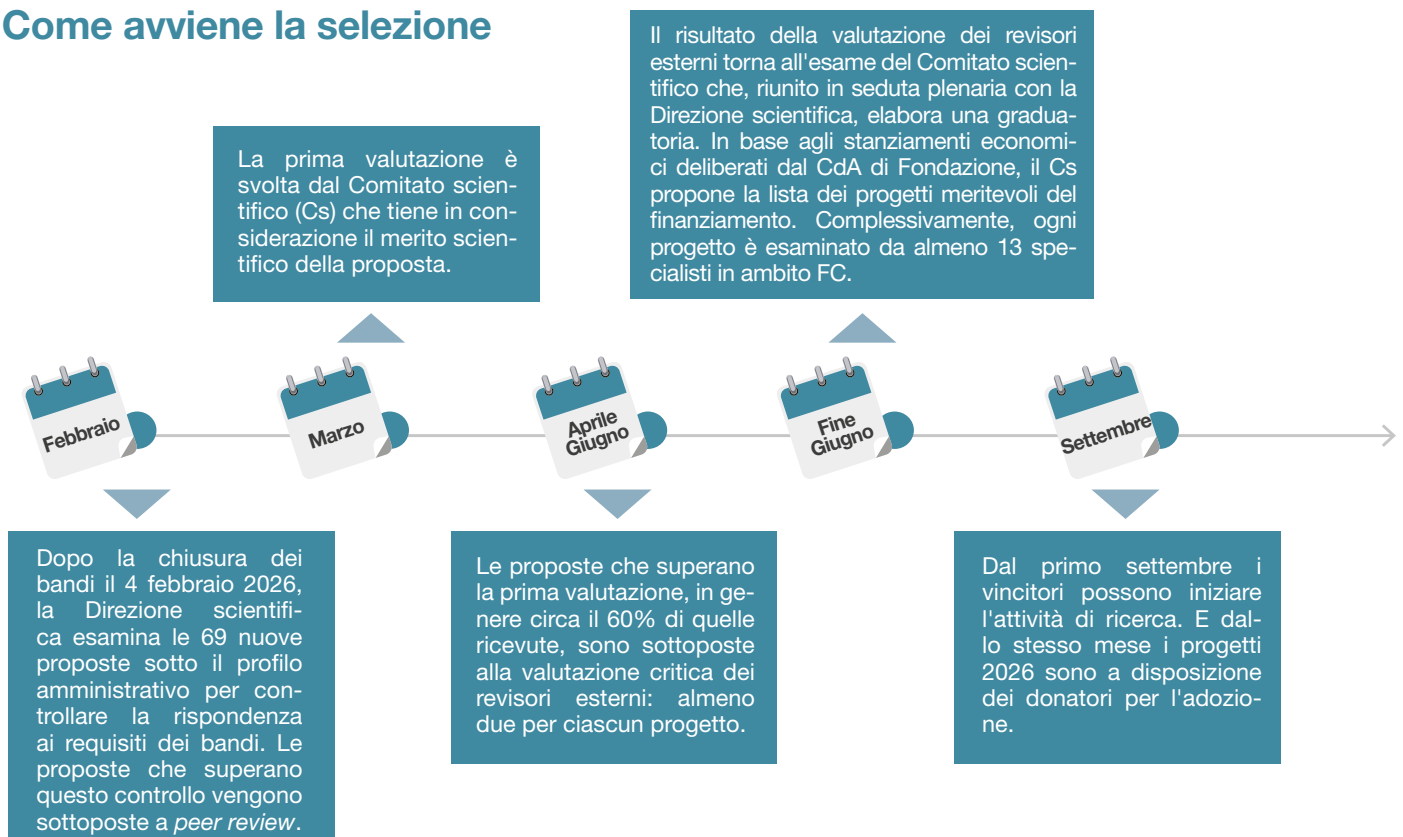 Come avviene la selezione
Il risultato della valutazione dei revisori
esterni torna all'esame del Comitato scien-
tifico che, riunito in seduta plenaria con la
Direzione scientifica, elabora una gradua-
toria. In base agli stanziamenti economi-
ci deliberati dal CdA di Fondazione, il Cs
propone la lista dei progetti meritevoli del
finanziamento. Complessivamente, ogni
progetto è esaminato da almeno 13 spe-
cialisti in ambito FC.
La prima valutazione è
svolta dal Comitato scien-
tifico (Cs) che tiene in con-
siderazione il merito scien-
tifico della proposta.
Febbraio
Marzo
Aprile
Giugno
Fine
Giugno
Settembre
Dopo la chiusura dei
bandi il 4 febbraio 2026,
la Direzione scientifi-
ca esamina le 69 nuove
proposte sotto il profilo
amministrativo per con-
trollare la rispondenza
ai requisiti dei bandi. Le
proposte che superano
questo controllo vengono
sottoposte a peer review.
Le proposte che superano
la prima valutazione, in ge-
nere circa il 60% di quelle
ricevute, sono sottoposte
alla valutazione critica dei
revisori esterni: almeno
due per ciascun progetto.
Dal primo settembre i
vincitori possono iniziare
l'attività di ricerca. E dal-
lo stesso mese i progetti
2026 sono a disposizione
dei donatori per l'adozio-
ne.